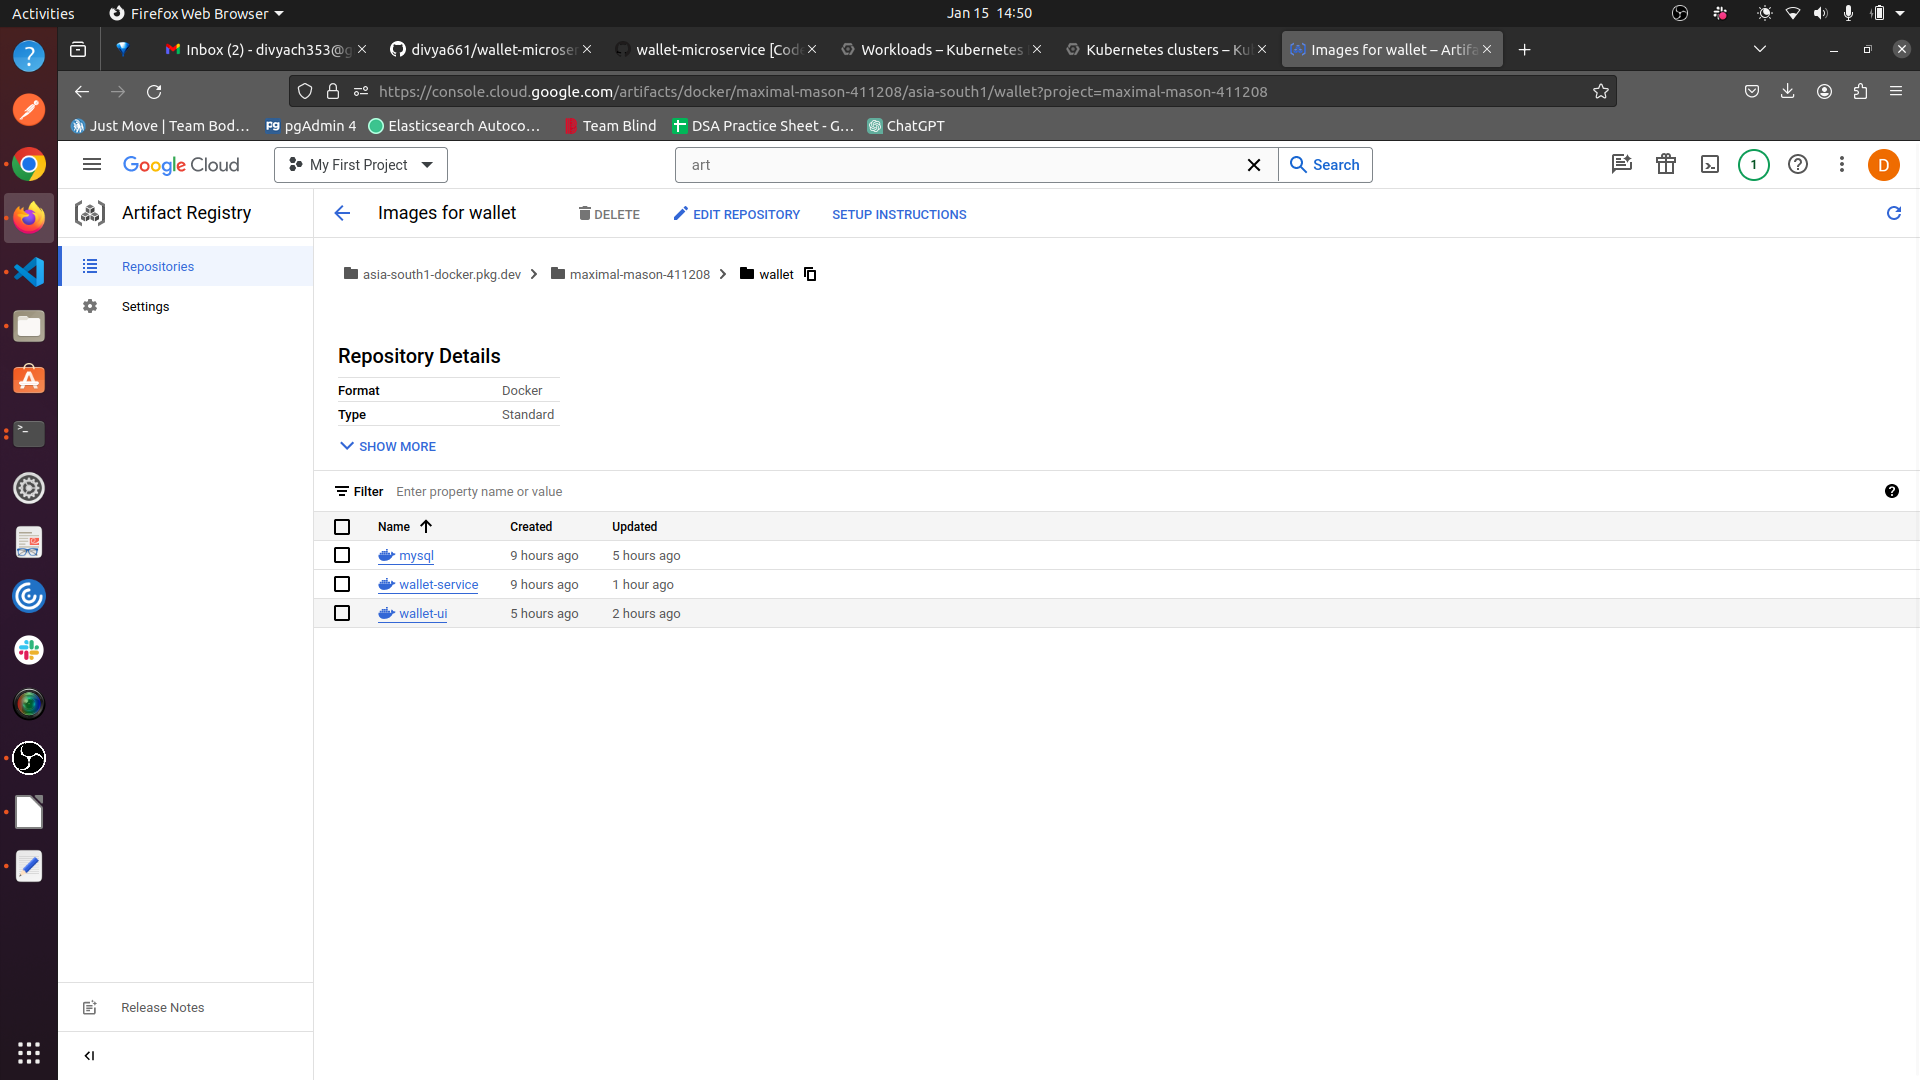 Activities
Firefox Web Browser
Jan 15 14:50
Inbox (2) - divyach353@g
divya661/wallet-microser
wallet-microservice [Cod
Workloads – Kubernetes
Kubernetes clusters – Ku
Images for wallet – Artifa
https://console.cloud.google.com/artifacts/docker/maximal-mason-411208/asia-south1/wallet?project=maximal-mason-411208
Just Move | Team Bod…
pgAdmin 4
Elasticsearch Autoco…
Team Blind
DSA Practice Sheet - G…
ChatGPT
Google Cloud
My First Project
art
Search
1
D
Artifact Registry
Images for wallet
DELETE
EDIT REPOSITORY
SETUP INSTRUCTIONS
Repositories
Settings
asia-south1-docker.pkg.dev
maximal-mason-411208
wallet
Repository Details
Format Docker
Type Standard
SHOW MORE
Filter Enter property name or value
Name Created Updated
mysql 9 hours ago 5 hours ago
wallet-service 9 hours ago 1 hour ago
wallet-ui 5 hours ago 2 hours ago
Release Notes